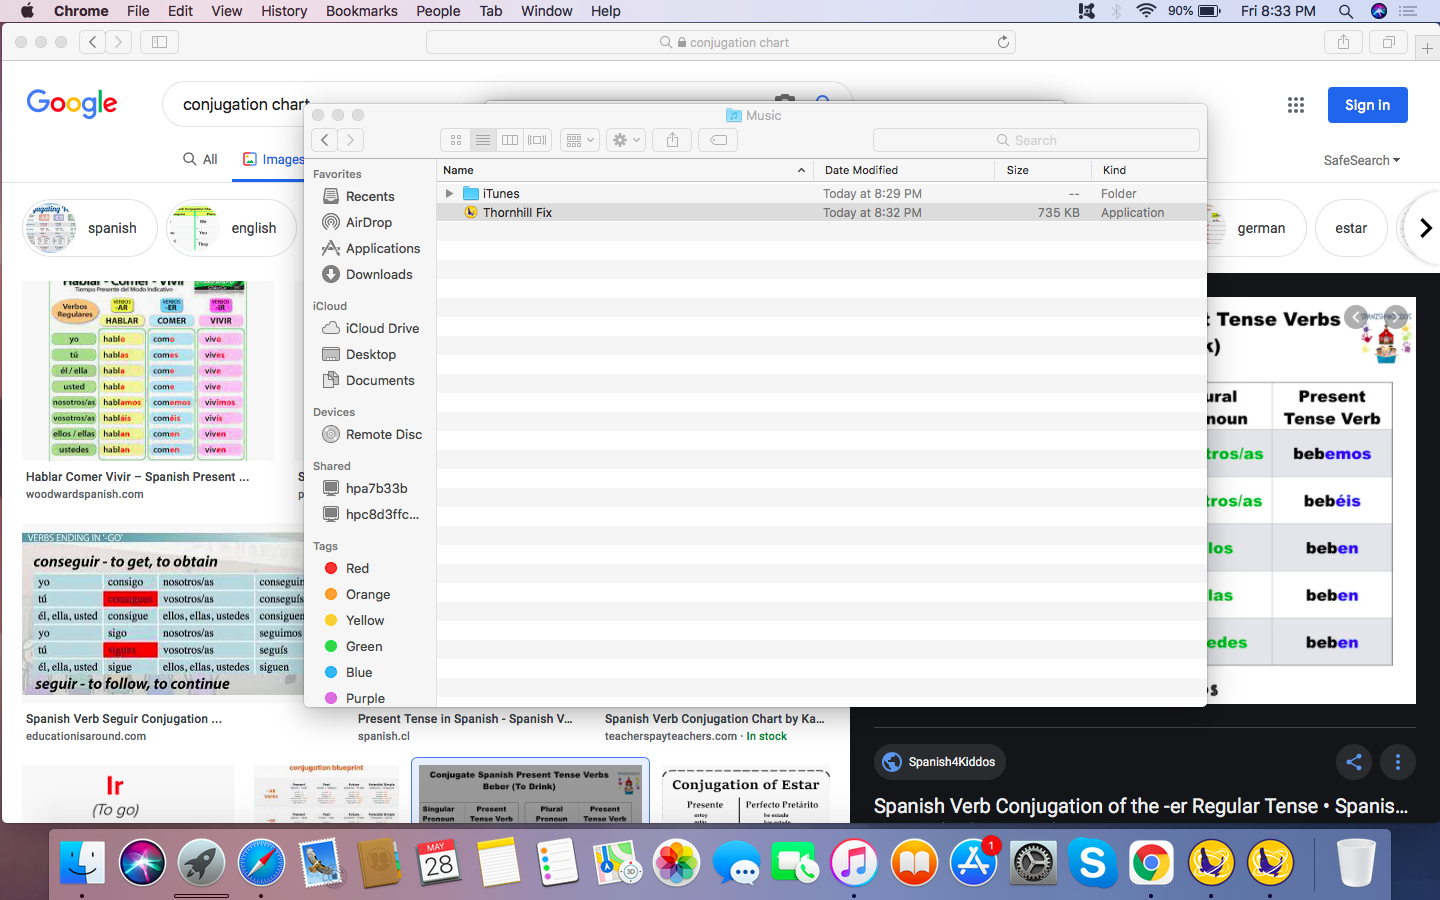 Chrome File Edit View History Bookmarks People Tab Window Help 90% Fri 8:33 PM
conjugation chart
Google
conjugation chart
Sign in
All
Images
SafeSearch
spanish
english
german
estar
Music
Search
Name
Date Modified
Size
Kind
iTunes Today at 8:29 PM -- Folder
Thornhill Fix Today at 8:32 PM 735 KB Application
Favorites
Recents
AirDrop
Applications
Downloads
iCloud
iCloud Drive
Desktop
Documents
Devices
Remote Disc
Shared
hpa7b33b
hpc8d3ffc...
Tags
Red
Orange
Yellow
Green
Blue
Purple
Hablar - Comer - Vivir
Tiempo Presente del Modo Indicativo
Verbos Regulares
VERBOS -AR VERBOS -ER VERBOS -IR
HABLAR COMER VIVIR
yo hablo como vivo
tú hablas comes vives
él / ella habla come vive
usted habla come vive
nosotros/as hablamos comemos vivimos
vosotros/as habláis coméis vivís
ellos / ellas hablan comen viven
ustedes hablan comen viven
Hablar Comer Vivir – Spanish Present ...
woodwardspanish.com
VERBS ENDING IN '-GO'
conseguir - to get, to obtain
yo consigo nosotros/as conseguin
tú consigues vosotros/as conseguís
él, ella, usted consigue ellos, ellas, ustedes consiguen
yo sigo nosotros/as seguimos
tú sigues vosotros/as seguís
él, ella, usted sigue ellos, ellas, ustedes siguen
seguir - to follow, to continue
Spanish Verb Seguir Conjugation ...
educationisaround.com
Present Tense in Spanish - Spanish V...
spanish.cl
Spanish Verb Conjugation Chart by Ka...
teacherspayteachers.com · In stock
Ir
(To go)
conjugation blueprint
Conjugate Spanish Present Tense Verbs
Beber (To Drink)
Singular Pronoun
Present Tense Verb
Plural Pronoun
Present Tense Verb
Conjugation of Estar
Presente Perfecto Pretárito
estoy he estado
t Tense Verbs
k)
ural
noun
Present
Tense Verb
tros/as bebemos
tros/as bebéis
los beben
las beben
edes beben
Spanish4Kiddos
Spanish Verb Conjugation of the -er Regular Tense • Spanis...
MAY
28
3D
1